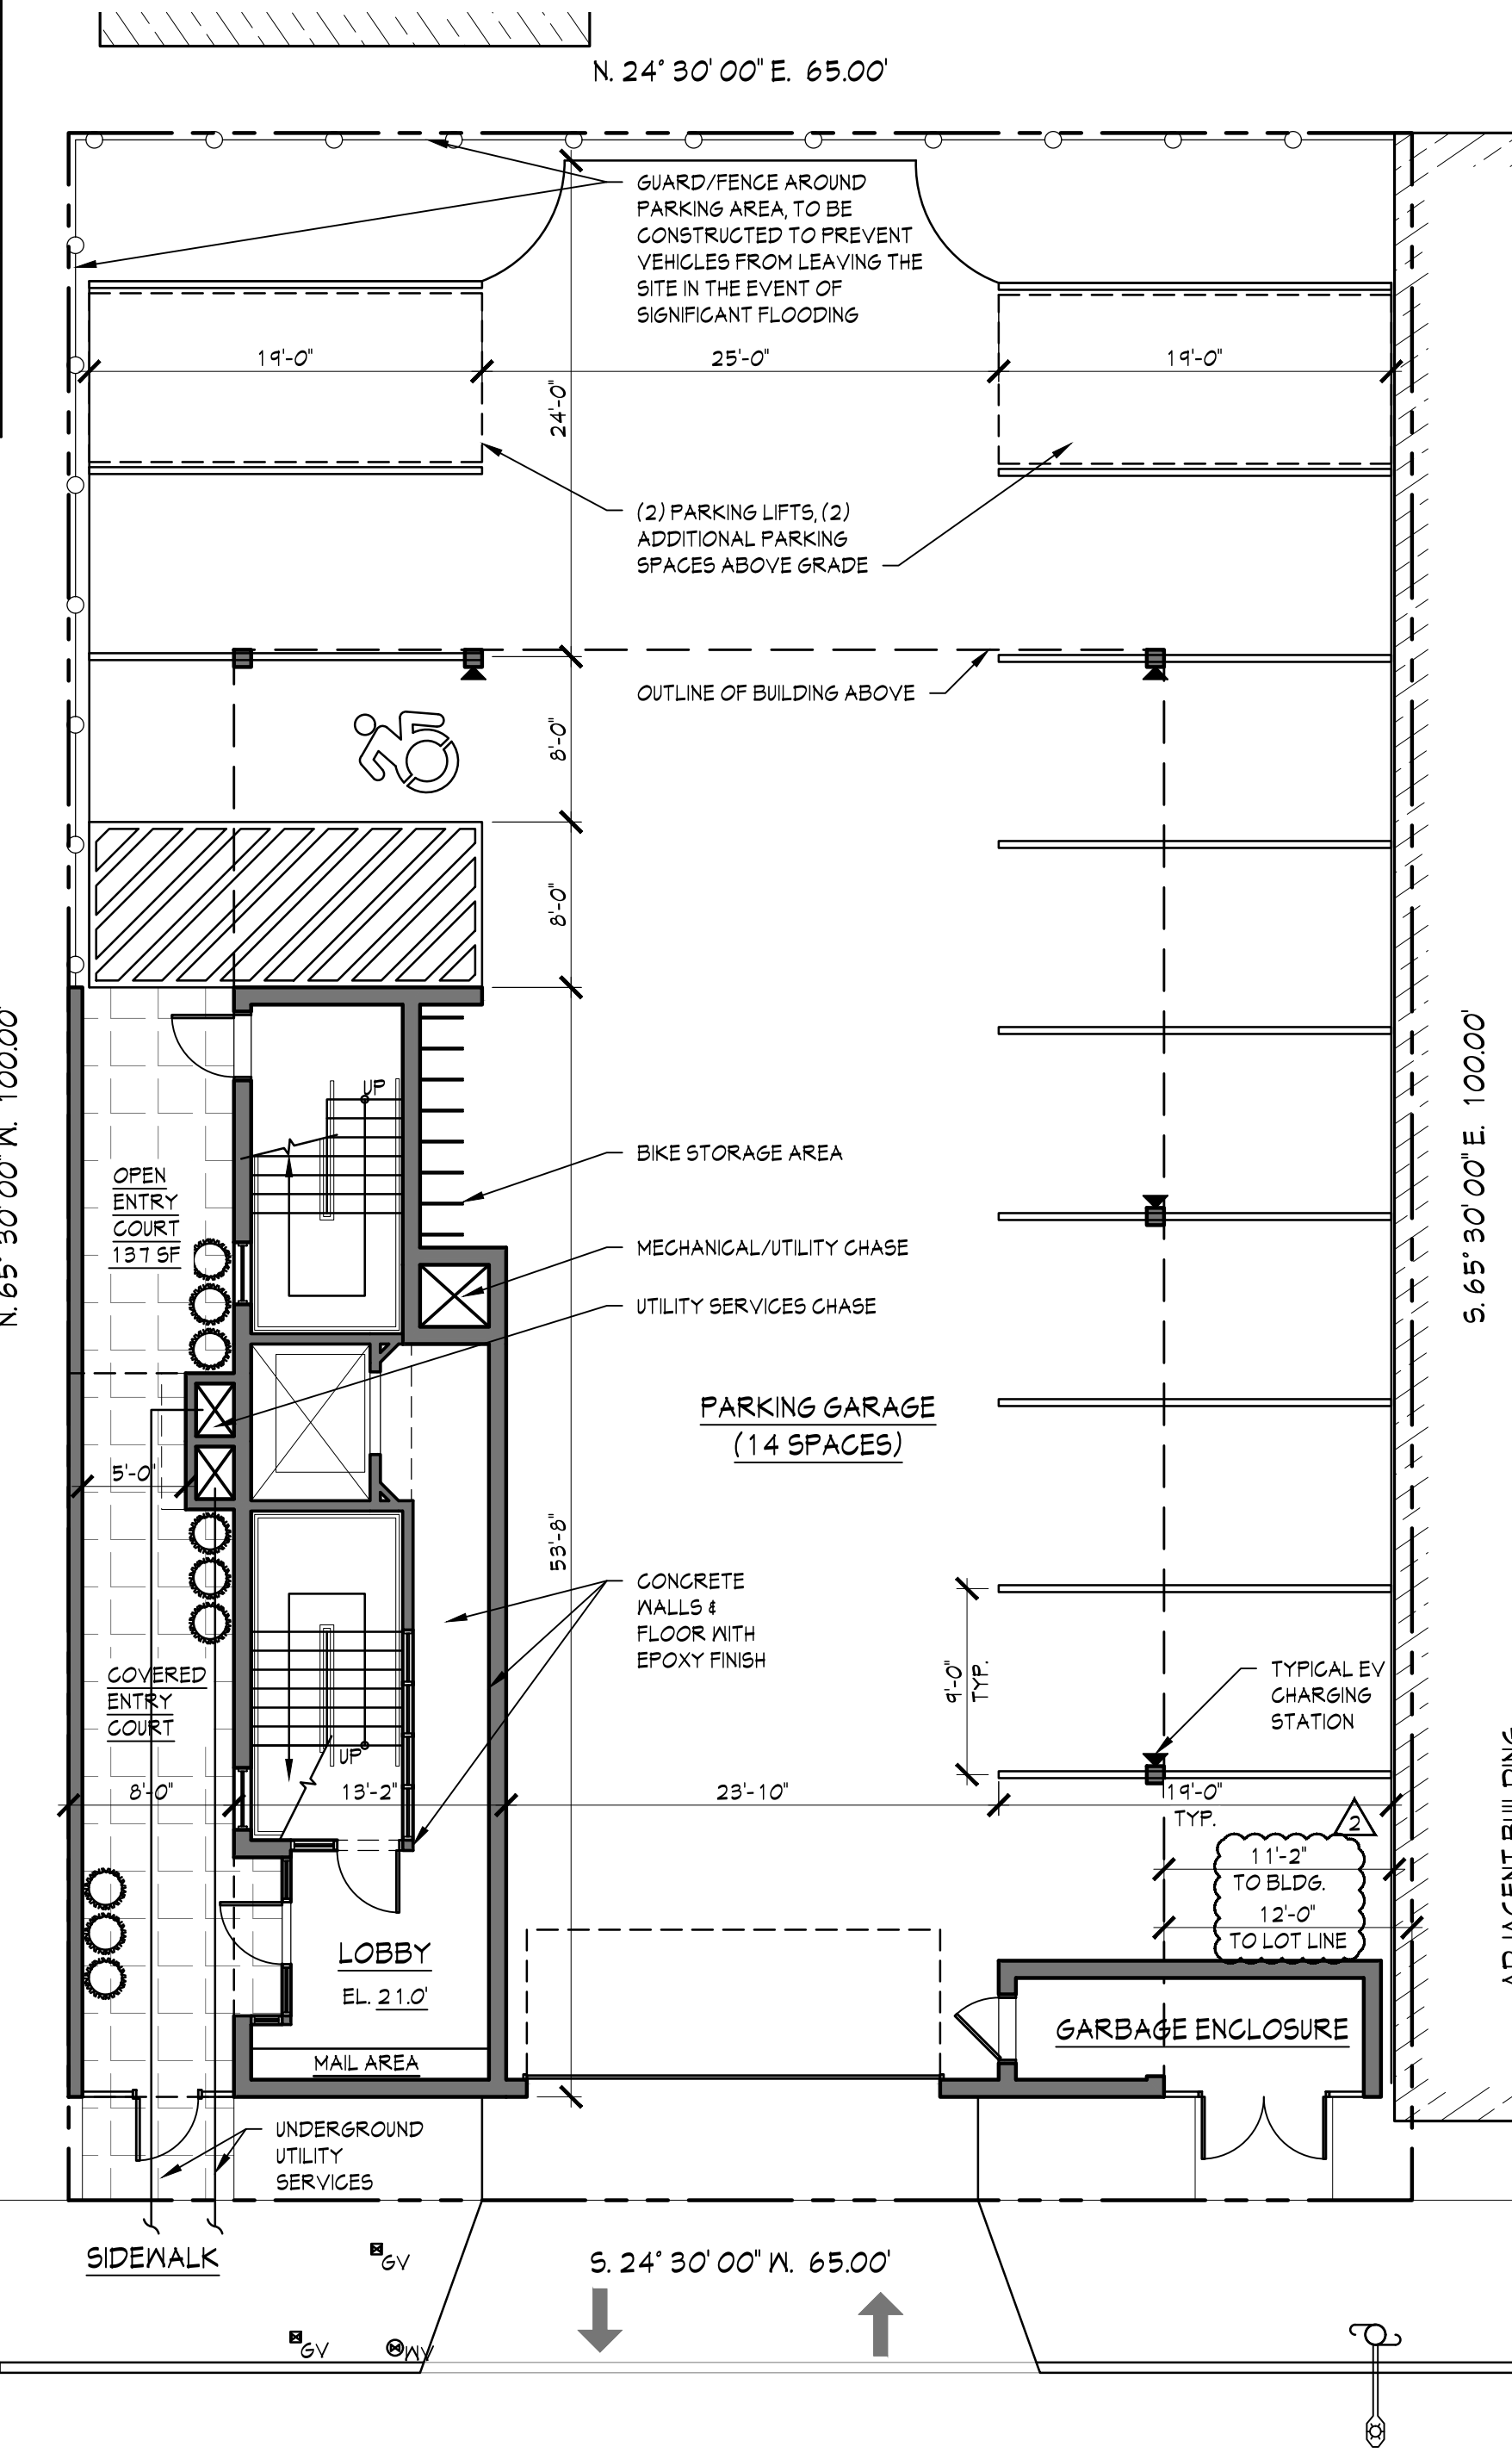 N. 24° 30' 00" E.  65.00'
GUARD/FENCE AROUND
PARKING AREA, TO BE
CONSTRUCTED TO PREVENT
VEHICLES FROM LEAVING THE
SITE IN THE EVENT OF
SIGNIFICANT FLOODING
19'-0"
25'-0"
19'-0"
24'-0"
(2) PARKING LIFTS, (2)
ADDITIONAL PARKING
SPACES ABOVE GRADE
OUTLINE OF BUILDING ABOVE
8'-0"
8'-0"
N. 65° 30' 00" W.  100.00'
S. 65° 30' 00" E.  100.00'
UP
BIKE STORAGE AREA
OPEN
ENTRY
COURT
137 SF
MECHANICAL/UTILITY CHASE
UTILITY SERVICES CHASE
PARKING GARAGE
(14 SPACES)
5'-0"
53'-8"
CONCRETE
WALLS &
FLOOR WITH
EPOXY FINISH
COVERED
ENTRY
COURT
9'-0"
TYP.
TYPICAL EV
CHARGING
STATION
UP
8'-0"
13'-2"
23'-10"
19'-0"
TYP.
2
11'-2"
TO BLDG.
12'-0"
TO LOT LINE
ADJACENT BUILDING
LOBBY
EL. 21.0'
GARBAGE ENCLOSURE
MAIL AREA
UNDERGROUND
UTILITY
SERVICES
SIDEWALK
GV
S. 24° 30' 00" W.  65.00'
GV
WV